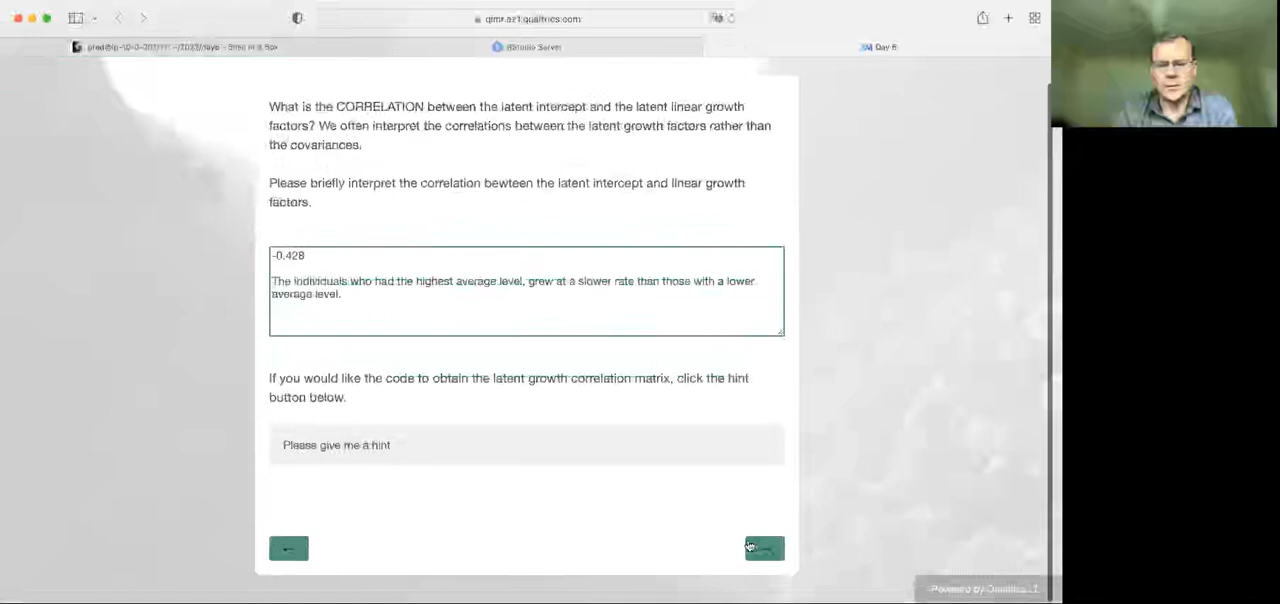 qimr.az1.qualtrics.com
RStudio Server
Day 6
What is the CORRELATION between the latent intercept and the latent linear growth
factors? We often interpret the correlations between the latent growth factors rather than
the covariances.
Please briefly interpret the correlation bewteen the latent intercept and linear growth
factors.
-0.428
The individuals who had the highest average level, grew at a slower rate than those with a lower
average level.
If you would like the code to obtain the latent growth correlation matrix, click the hint
button below.
Please give me a hint
Powered by Qualtrics